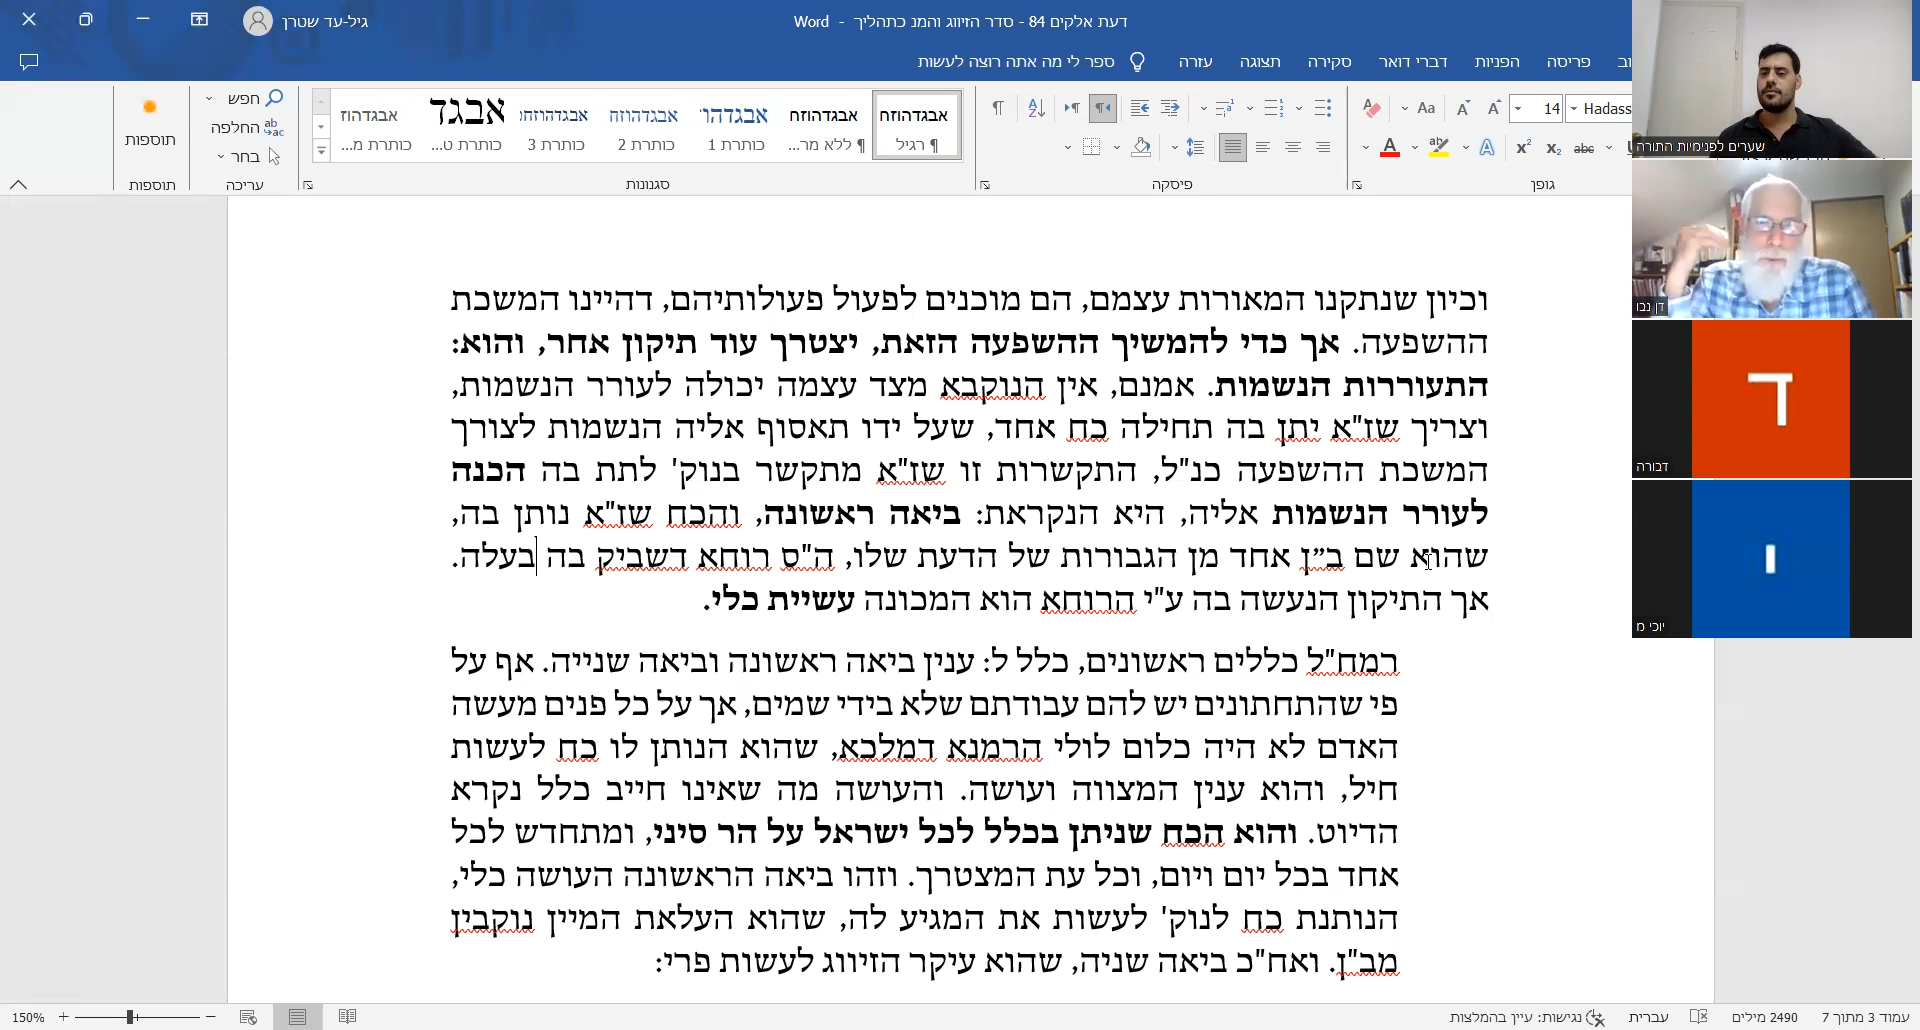 דעת אלקים 84 - סדר הזיווג והמנ כתהליך - Word
גיל-עד שטרן
פריסה הפניות דברי דואר סקירה תצוגה עזרה ספר לי מה אתה רוצה לעשות
Hadass 14
Aa
אבגדהוזח אבגדהוזח אבגדהו אבגדהוזח אבגדהוזח אבגד אבגדהוז
¶ רגיל ¶ ללא מר... כותרת 1 כותרת 2 כותרת 3 כותרת ט... כותרת מ...
חפש
החלפה
בחר
תוספות
גופן פיסקה סגנונות עריכה תוספות
וכיון שנתקנו המאורות עצמם, הם מוכנים לפעול פעולותיהם, דהיינו המשכת
ההשפעה. אך כדי להמשיך ההשפעה הזאת, יצטרך עוד תיקון אחר, והוא:
התעוררות הנשמות. אמנם, אין הנוקבא מצד עצמה יכולה לעורר הנשמות,
וצריך שז"א יתן בה תחילה כח אחד, שעל ידו תאסוף אליה הנשמות לצורך
המשכת ההשפעה כנ"ל, התקשרות זו שז"א מתקשר בנוק' לתת בה הכנה
לעורר הנשמות אליה, היא הנקראת: ביאה ראשונה, והכח שז"א נותן בה,
שהוא שם ב״ן אחד מן הגבורות של הדעת שלו, ה"ס רוחא דשביק בה בעלה.
אך התיקון הנעשה בה ע"י הרוחא הוא המכונה עשיית כלי.
רמח"ל כללים ראשונים, כלל ל: ענין ביאה ראשונה וביאה שנייה. אף על
פי שהתחתונים יש להם עבודתם שלא בידי שמים, אך על כל פנים מעשה
האדם לא היה כלום לולי הרמנא דמלכא, שהוא הנותן לו כח לעשות
חיל, והוא ענין המצווה ועושה. והעושה מה שאינו חייב כלל נקרא
הדיוט. והוא הכח שניתן בכלל לכל ישראל על הר סיני, ומתחדש לכל
אחד בכל יום ויום, וכל עת המצטרך. וזהו ביאה הראשונה העושה כלי,
הנותנת כח לנוק' לעשות את המגיע לה, שהוא העלאת המיין נוקבין
מב"ן. ואח"כ ביאה שניה, שהוא עיקר הזיווג לעשות פרי:
שערים לפנימיות התורה
דן נבו
ד
דבורה
י
יוכי מ
עמוד 3 מתוך 7 2490 מילים עברית נגישות: עיין בהמלצות 150%